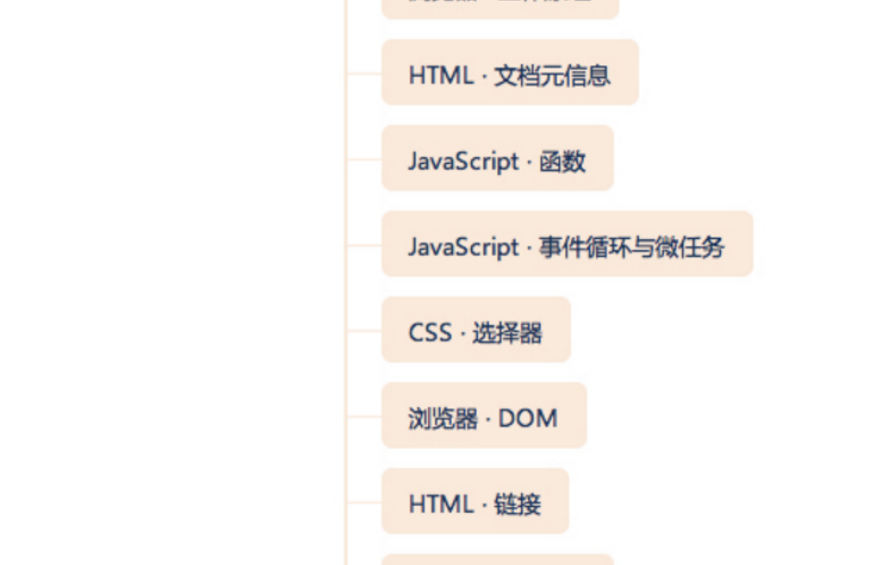 HTML · 文档元信息
JavaScript · 函数
JavaScript · 事件循环与微任务
CSS · 选择器
浏览器 · DOM
HTML · 链接